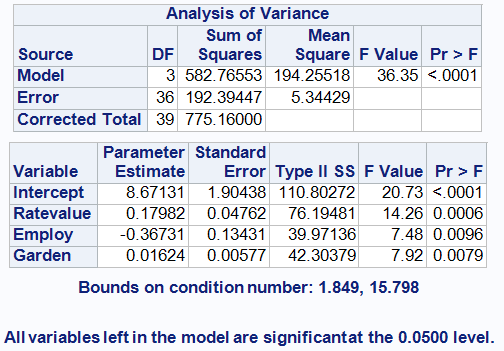 Analysis of Variance
Source DF Sum of Squares Mean Square F Value Pr > F
Model 3 582.76553 194.25518 36.35 <.0001
Error 36 192.39447 5.34429
Corrected Total 39 775.16000
Variable Parameter Estimate Standard Error Type II SS F Value Pr > F
Intercept 8.67131 1.90438 110.80272 20.73 <.0001
Ratevalue 0.17982 0.04762 76.19481 14.26 0.0006
Employ -0.36731 0.13431 39.97136 7.48 0.0096
Garden 0.01624 0.00577 42.30379 7.92 0.0079
Bounds on condition number: 1.849, 15.798
All variables left in the model are significantat the 0.0500 level.